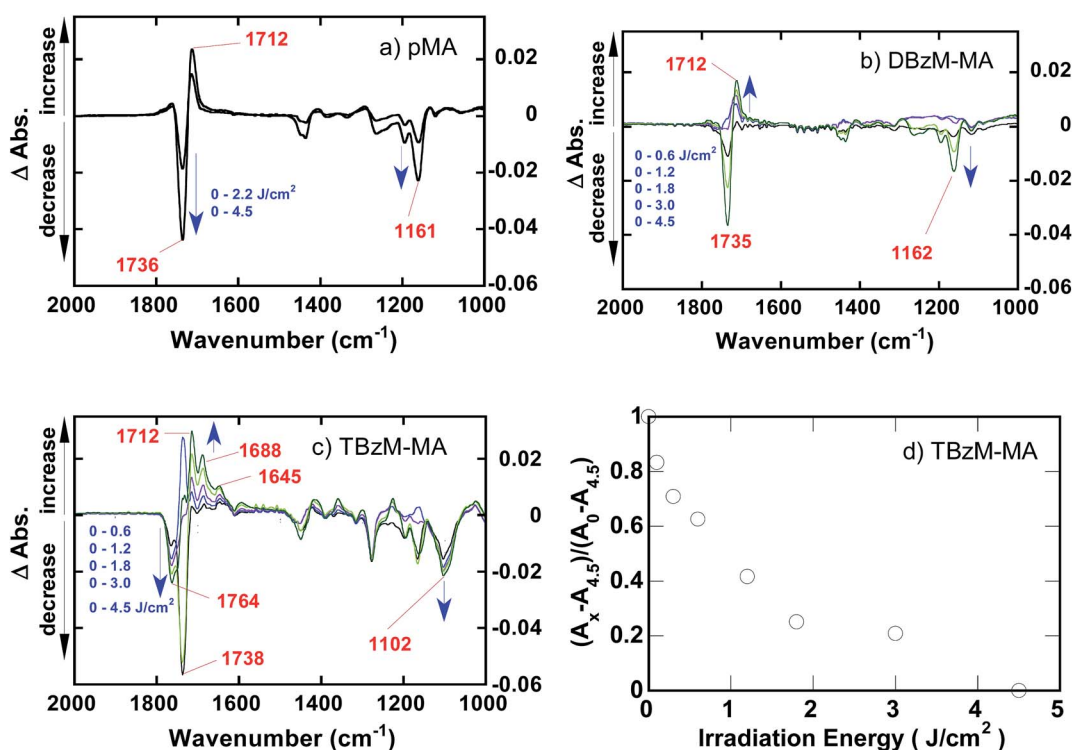 a) pMA
increase
decrease
Δ Abs.
1712
0 - 2.2 J/cm²
0 - 4.5
1736
1161
0.02
0
-0.02
-0.04
-0.06
2000 1800 1600 1400 1200 1000
Wavenumber (cm⁻¹)
b) DBzM-MA
increase
decrease
Δ Abs.
1712
0 - 0.6 J/cm²
0 - 1.2
0 - 1.8
0 - 3.0
0 - 4.5
1735
1162
0.02
0
-0.02
-0.04
-0.06
2000 1800 1600 1400 1200 1000
Wavenumber (cm⁻¹)
c) TBzM-MA
increase
decrease
Δ Abs.
1712
1688
1645
0 - 0.6
0 - 1.2
0 - 1.8
0 - 3.0
0 - 4.5 J/cm²
1764
1738
1102
0.02
0
-0.02
-0.04
-0.06
2000 1800 1600 1400 1200 1000
Wavenumber (cm⁻¹)
d) TBzM-MA
(Aₓ-A₄.₅)/(A₀-A₄.₅)
1
0.8
0.6
0.4
0.2
0
0 1 2 3 4 5
Irradiation Energy ( J/cm²)